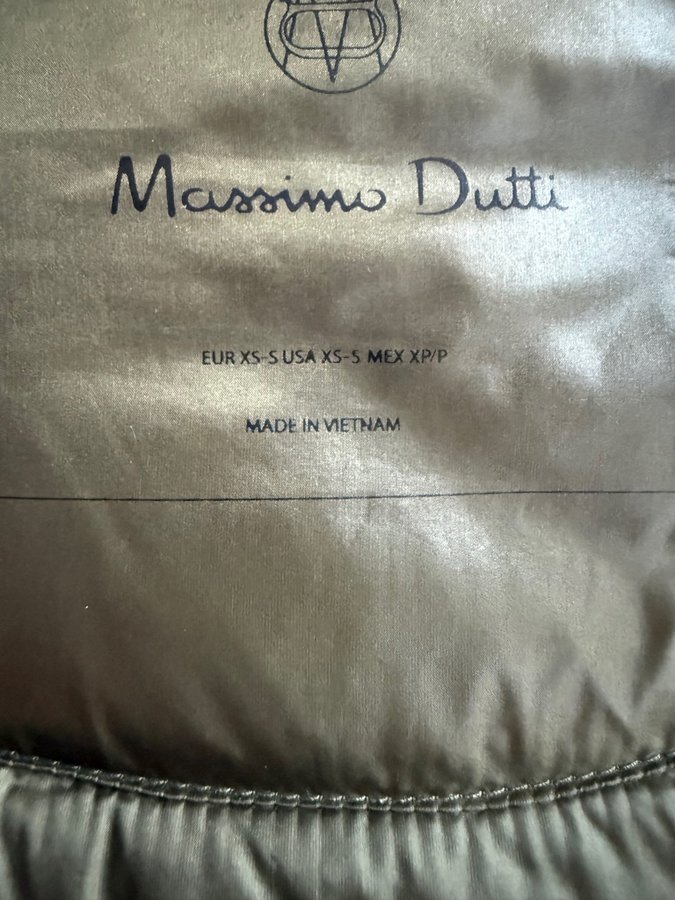 Massimo Dutti
EUR XS-S USA XS-S MEX XP/P
MADE IN VIETNAM